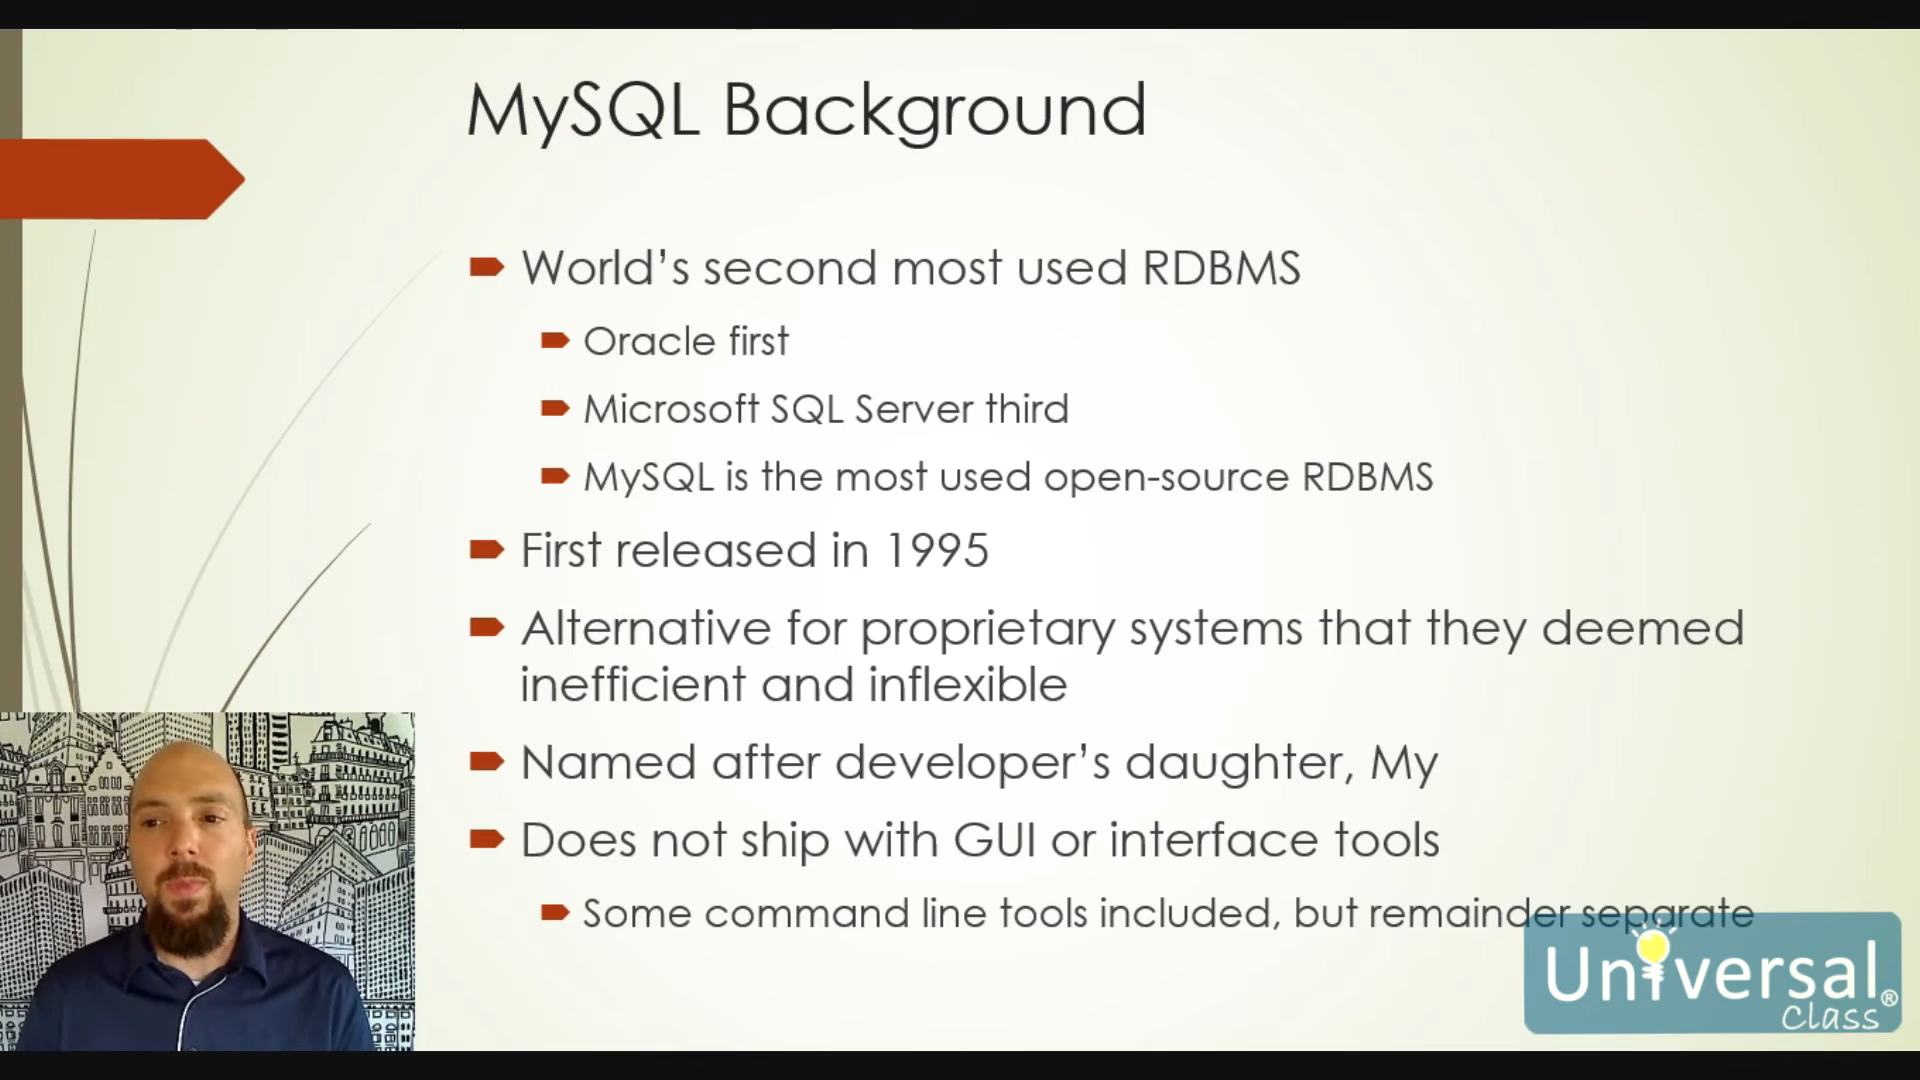 MySQL Background
World's second most used RDBMS
Oracle first
Microsoft SQL Server third
MySQL is the most used open-source RDBMS
First released in 1995
Alternative for proprietary systems that they deemed
inefficient and inflexible
Named after developer's daughter, My
Does not ship with GUI or interface tools
Some command line tools included, but remainder separate
Universal®
Class